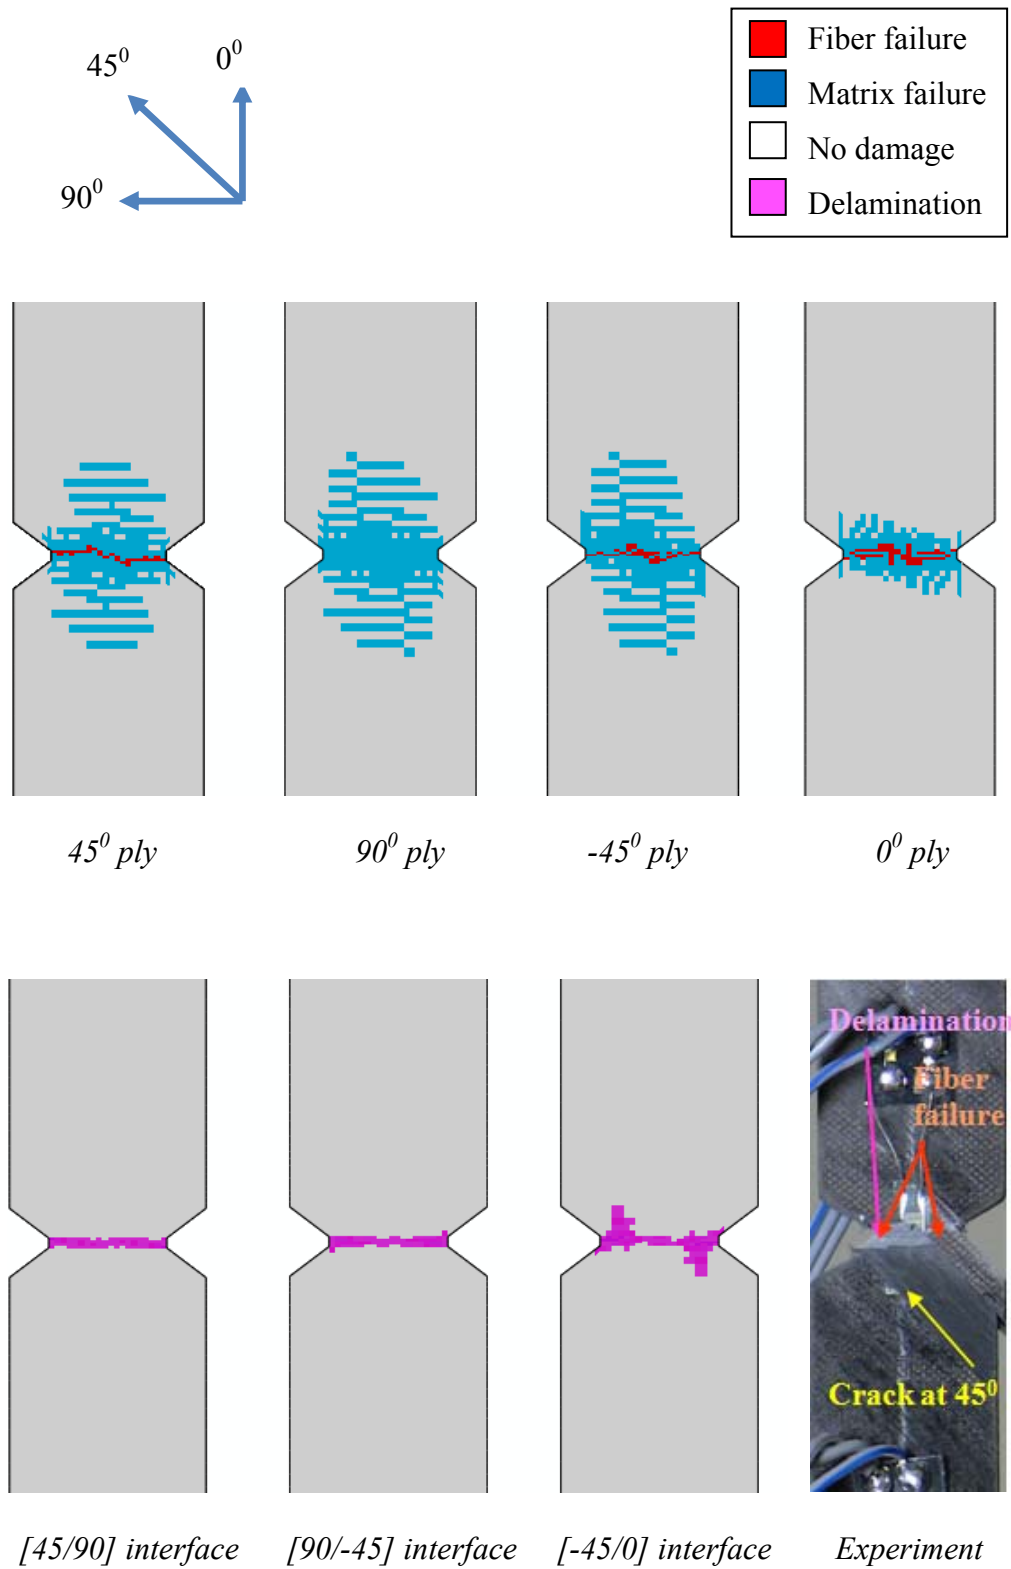 45⁰
0⁰
90⁰
Fiber failure
Matrix failure
No damage
Delamination
45⁰ ply
90⁰ ply
-45⁰ ply
0⁰ ply
Delamination
Fiber
failure
Crack at 45⁰
[45/90] interface
[90/-45] interface
[-45/0] interface
Experiment